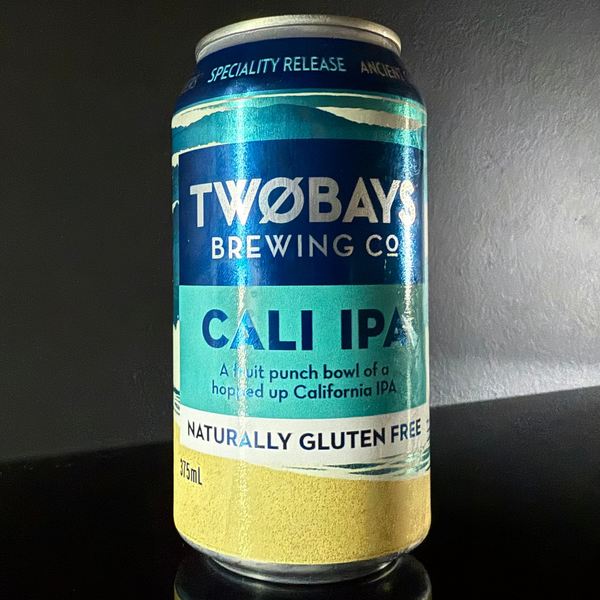 SPECIALITY RELEASE ANCIENT
TWØBAYS
BREWING Cº
CALI IPA
A fruit punch bowl of a
hopped up California IPA
NATURALLY GLUTEN FREE
375mL